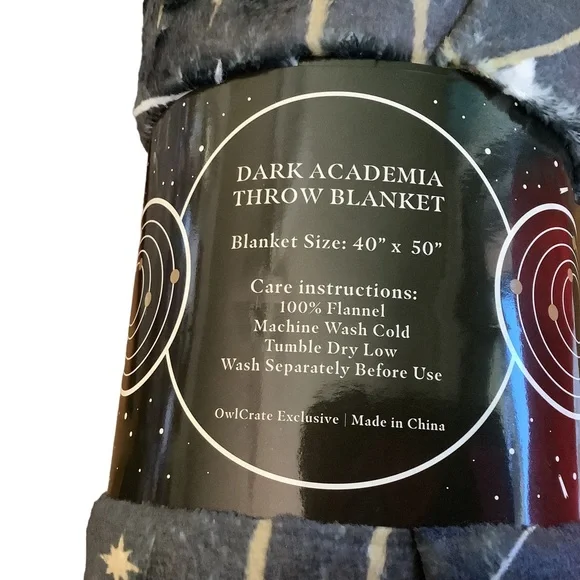 DARK ACADEMIA
THROW BLANKET
Blanket Size: 40” x 50”
Care instructions:
100% Flannel
Machine Wash Cold
Tumble Dry Low
Wash Separately Before Use
OwlCrate Exclusive | Made in China